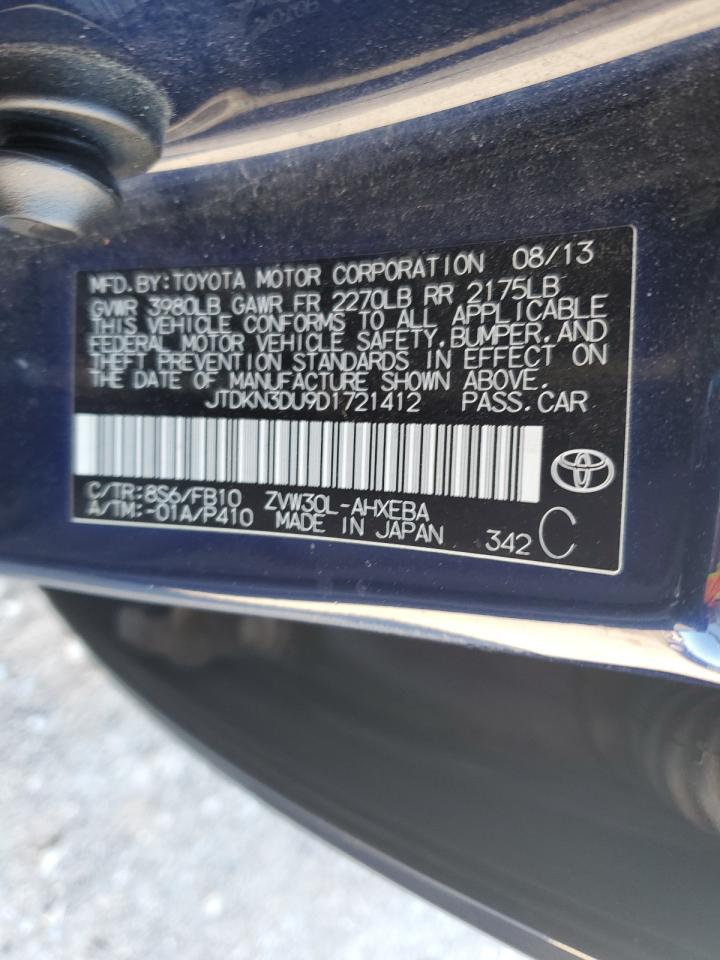 MFD.BY:TOYOTA MOTOR CORPORATION 08/13
GVWR 3980LB GAWR FR 2270LB RR 2175LB
THIS VEHICLE CONFORMS TO ALL APPLICABLE
FEDERAL MOTOR VEHICLE SAFETY,BUMPER,AND
THEFT PREVENTION STANDARDS IN EFFECT ON
THE DATE OF MANUFACTURE SHOWN ABOVE.
JTDKN3DU9D1721412 PASS.CAR
C/TR:8S6/FB10 ZVW30L-AHXEBA
A/TM:-01A/P410 MADE IN JAPAN 342 C